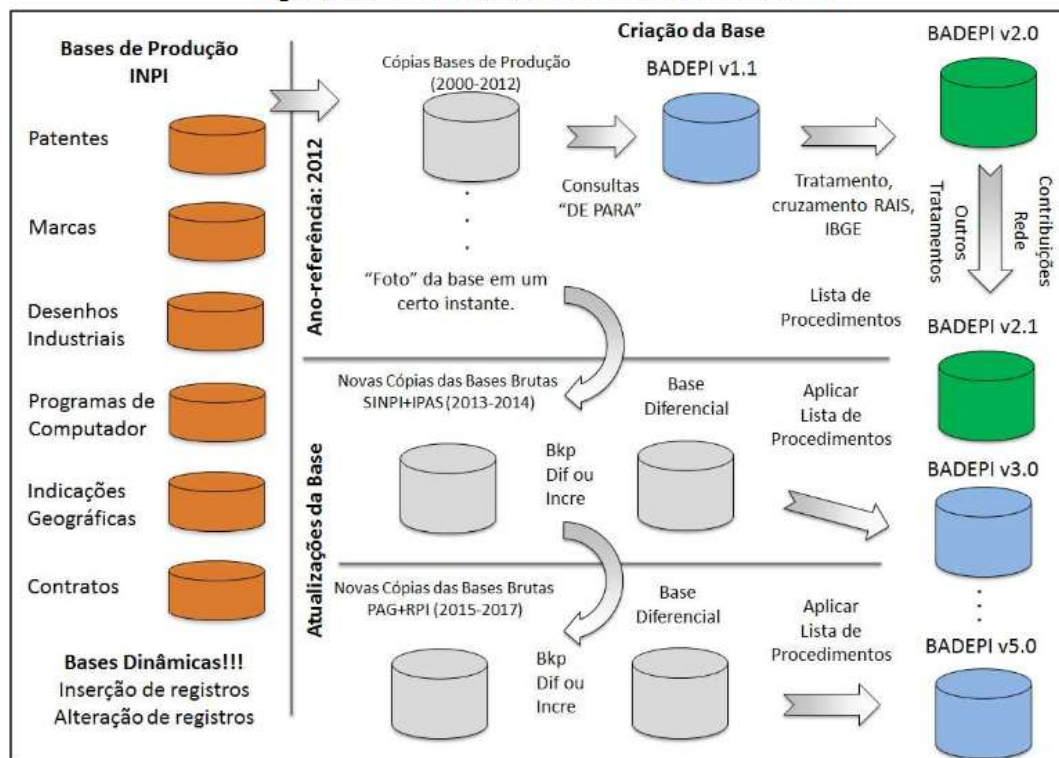 Bases de Produção
INPI
Patentes
Marcas
Desenhos
Industriais
Programas de
Computador
Indicações
Geográficas
Contratos
Bases Dinâmicas!!!
Inserção de registros
Alteração de registros
Ano-referência: 2012
Criação da Base
Cópias Bases de Produção
(2000-2012)
“Foto” da base em um
certo instante.
Consultas
“DE PARA”
BADEPI v1.1
Tratamento,
cruzamento RAIS,
IBGE
BADEPI v2.0
Contribuições
Rede
Outros
Tratamentos
Lista de
Procedimentos
BADEPI v2.1
Atualizações da Base
Novas Cópias das Bases Brutas
SINPI+IPAS (2013-2014)
Bkp
Dif ou
Incre
Base
Diferencial
Aplicar
Lista de
Procedimentos
BADEPI v3.0
Novas Cópias das Bases Brutas
PAG+RPI (2015-2017)
Bkp
Dif ou
Incre
Base
Diferencial
Aplicar
Lista de
Procedimentos
BADEPI v5.0